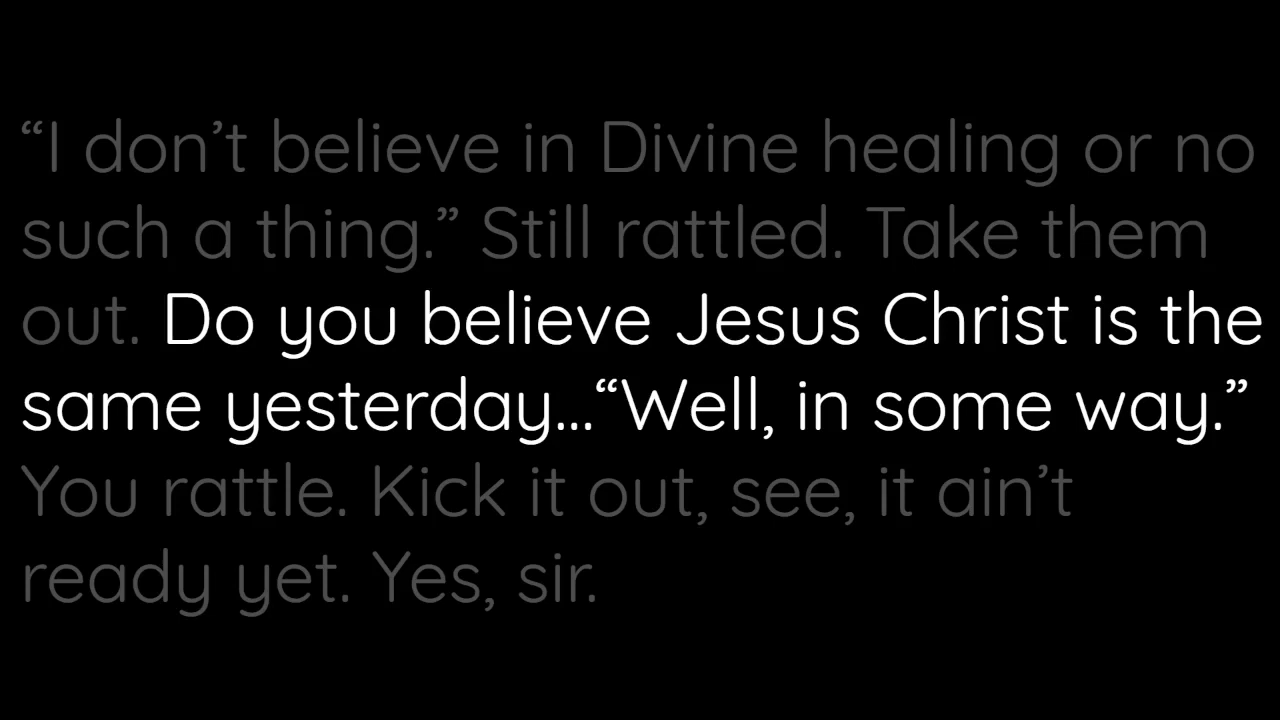 “I don’t believe in Divine healing or no
such a thing.” Still rattled. Take them
out. Do you believe Jesus Christ is the
same yesterday...“Well, in some way.”
You rattle. Kick it out, see, it ain’t
ready yet. Yes, sir.